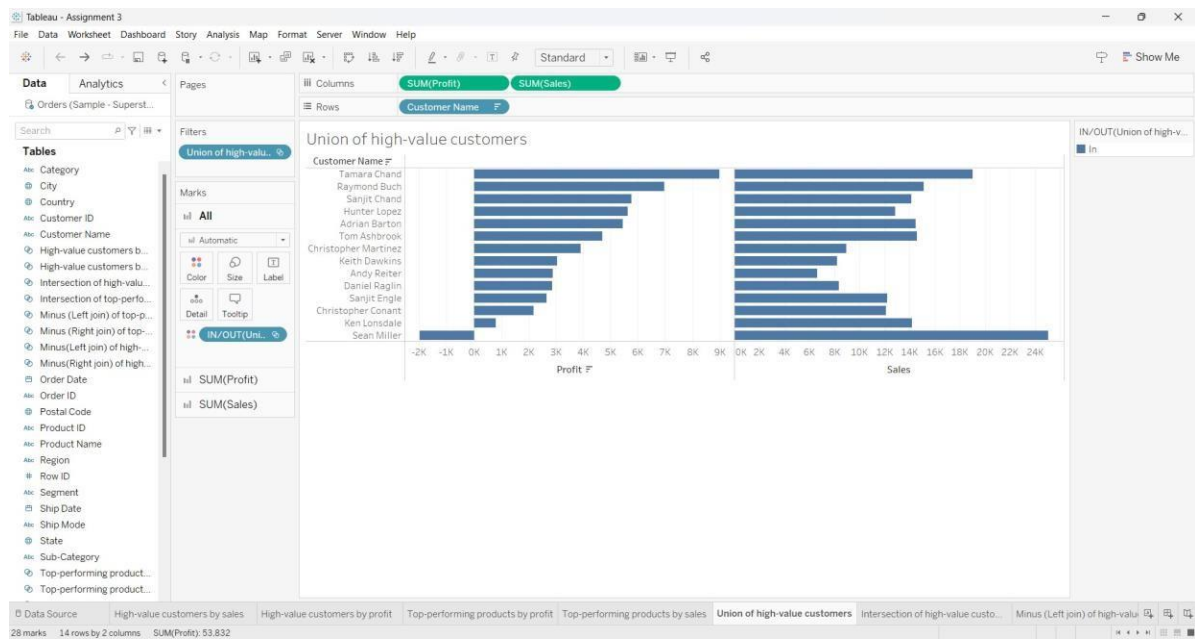 Tableau - Assignment 3
File Data Worksheet Dashboard Story Analysis Map Format Server Window Help
Standard
Show Me
Data Analytics
Orders (Sample - Superst...
Search
Tables
Abc Category
City
Country
Abc Customer ID
Abc Customer Name
High-value customers b...
High-value customers b...
Intersection of high-valu...
Intersection of top-perfo...
Minus (Left join) of top-p...
Minus (Right join) of top-...
Minus(Left join) of high-...
Minus(Right join) of high...
Order Date
Abc Order ID
Postal Code
Abc Product ID
Abc Product Name
Abc Region
# Row ID
Abc Segment
Ship Date
Abc Ship Mode
State
Abc Sub-Category
Top-performing product...
Top-performing product...
Pages
Filters
Union of high-valu..
Marks
All
Automatic
Color Size Label
Detail Tooltip
IN/OUT(Uni..
SUM(Profit)
SUM(Sales)
Columns SUM(Profit) SUM(Sales)
Rows Customer Name
Union of high-value customers
Customer Name
Tamara Chand
Raymond Buch
Sanjit Chand
Hunter Lopez
Adrian Barton
Tom Ashbrook
Christopher Martinez
Keith Dawkins
Andy Reiter
Daniel Raglin
Sanjit Engle
Christopher Conant
Ken Lonsdale
Sean Miller
-2K -1K 0K 1K 2K 3K 4K 5K 6K 7K 8K 9K 0K 2K 4K 6K 8K 10K 12K 14K 16K 18K 20K 22K 24K
Profit Sales
IN/OUT(Union of high-v...
In
Data Source High-value customers by sales High-value customers by profit Top-performing products by profit Top-performing products by sales Union of high-value customers Intersection of high-value custo... Minus (Left join) of high-valu
28 marks 14 rows by 2 columns SUM(Profit): 53.832